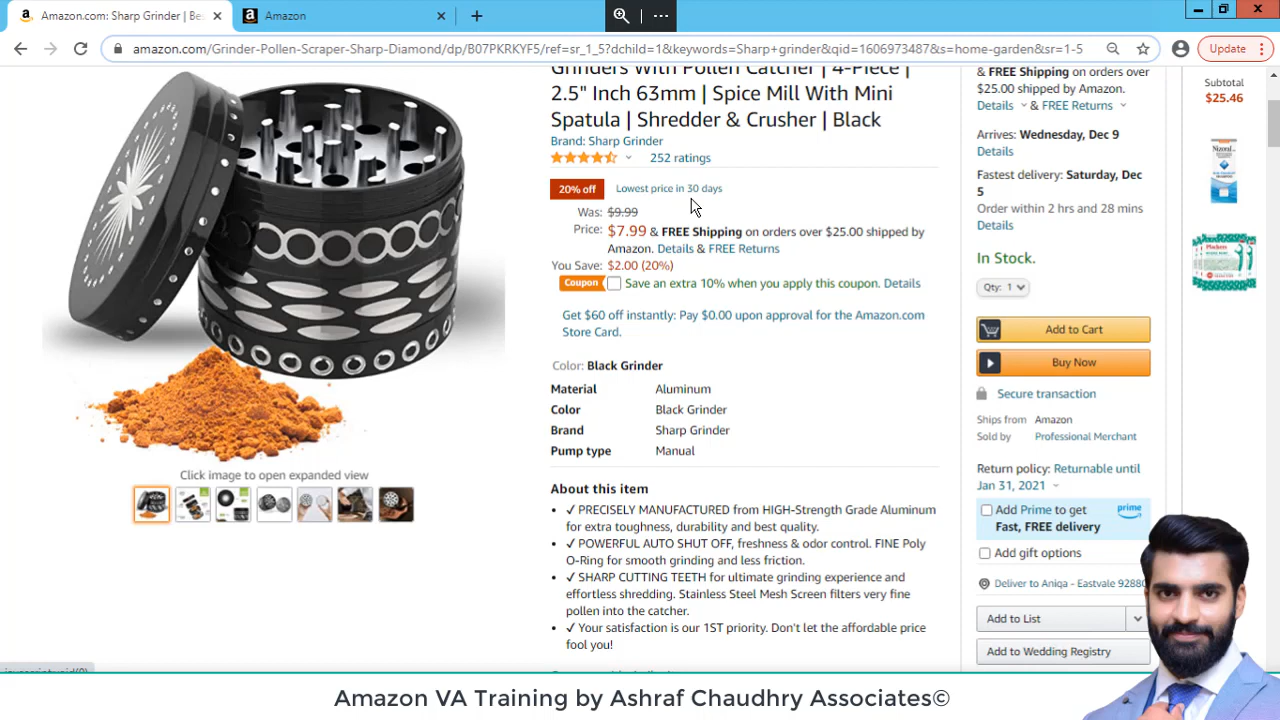 Amazon.com: Sharp Grinder | Bes
Amazon
amazon.com/Grinder-Pollen-Scraper-Sharp-Diamond/dp/B07PKRKYF5/ref=sr_1_5?dchild=1&keywords=Sharp+grinder&qid=1606973487&s=home-garden&sr=1-5
Update
Grinders With Pollen Catcher | 4-Piece |
2.5" Inch 63mm | Spice Mill With Mini
Spatula | Shredder & Crusher | Black
Brand: Sharp Grinder
252 ratings
20% off Lowest price in 30 days
Was: $9.99
Price: $7.99 & FREE Shipping on orders over $25.00 shipped by
Amazon. Details & FREE Returns
You Save: $2.00 (20%)
Coupon Save an extra 10% when you apply this coupon. Details
Get $60 off instantly: Pay $0.00 upon approval for the Amazon.com
Store Card.
Color: Black Grinder
Material Aluminum
Color Black Grinder
Brand Sharp Grinder
Pump type Manual
Click image to open expanded view
About this item
✓ PRECISELY MANUFACTURED from HIGH-Strength Grade Aluminum
for extra toughness, durability and best quality.
✓ POWERFUL AUTO SHUT OFF, freshness & odor control. FINE Poly
O-Ring for smooth grinding and less friction.
✓ SHARP CUTTING TEETH for ultimate grinding experience and
effortless shredding. Stainless Steel Mesh Screen filters very fine
pollen into the catcher.
✓ Your satisfaction is our 1ST priority. Don't let the affordable price
fool you!
& FREE Shipping on orders over
$25.00 shipped by Amazon.
Details & FREE Returns
Arrives: Wednesday, Dec 9
Details
Fastest delivery: Saturday, Dec
5
Order within 2 hrs and 28 mins
Details
In Stock.
Qty: 1
Add to Cart
Buy Now
Secure transaction
Ships from Amazon
Sold by Professional Merchant
Return policy: Returnable until
Jan 31, 2021
Add Prime to get
Fast, FREE delivery
prime
Add gift options
Deliver to Aniqa - Eastvale 92880
Add to List
Add to Wedding Registry
Subtotal
$25.46
Nizoral
Plackers
Amazon VA Training by Ashraf Chaudhry Associates©